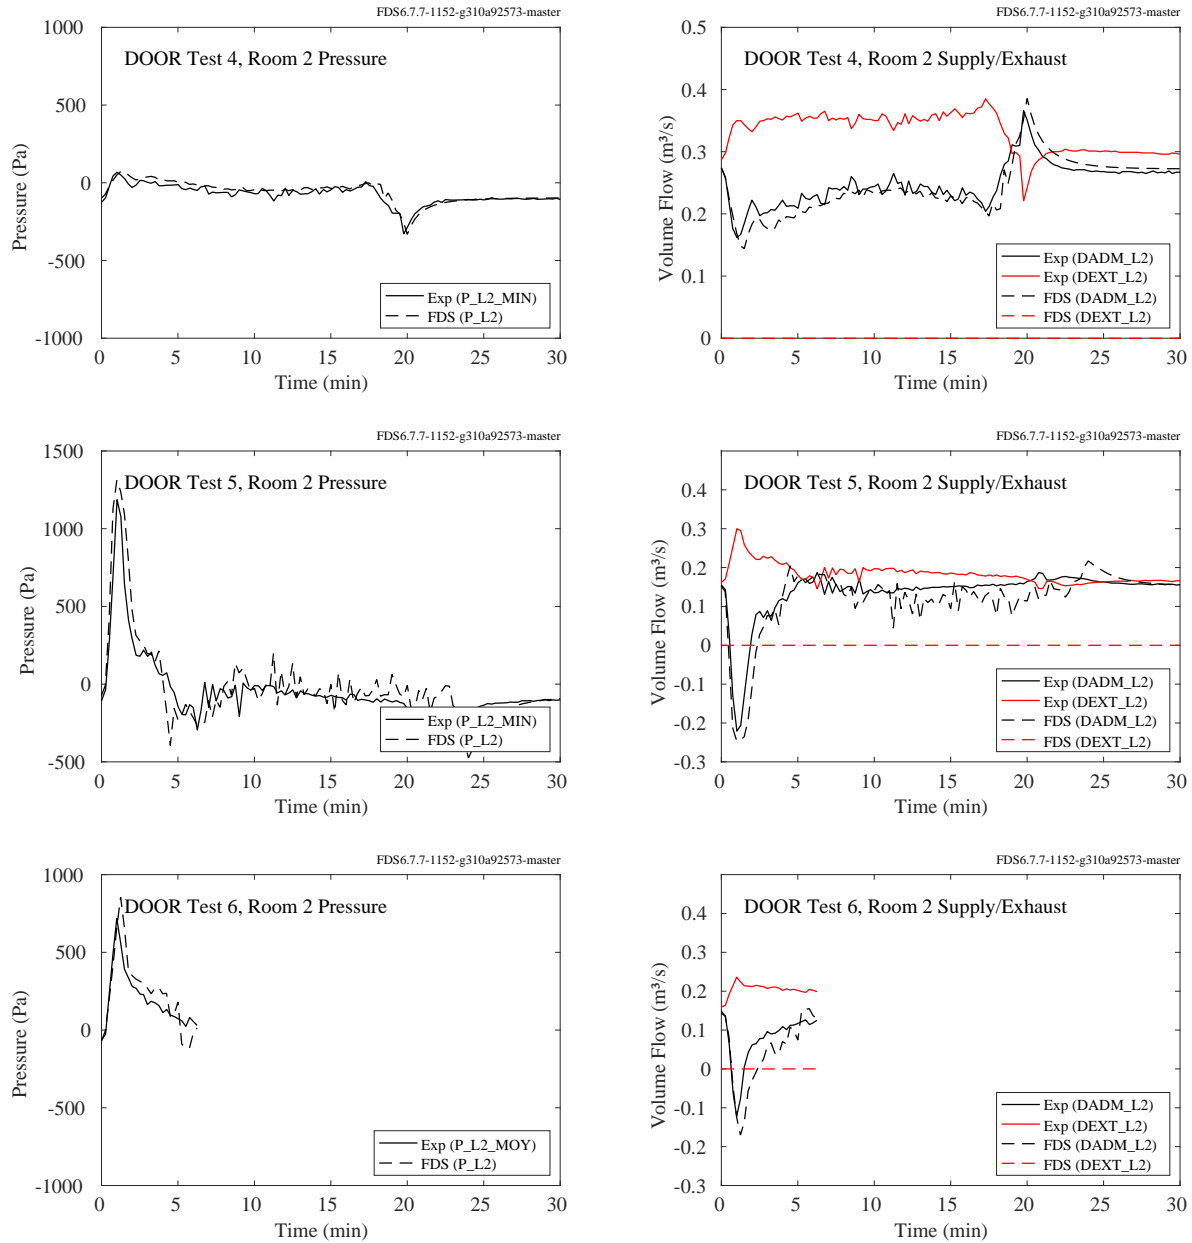 FDS6.7.7-1152-g310a92573-master
DOOR Test 4, Room 2 Pressure
Pressure (Pa)
1000
500
0
-500
-1000
Exp (P_L2_MIN)
FDS (P_L2)
0 5 10 15 20 25 30
Time (min)
FDS6.7.7-1152-g310a92573-master
DOOR Test 4, Room 2 Supply/Exhaust
Volume Flow (m³/s)
0.5
0.4
0.3
0.2
0.1
0
Exp (DADM_L2)
Exp (DEXT_L2)
FDS (DADM_L2)
FDS (DEXT_L2)
0 5 10 15 20 25 30
Time (min)
FDS6.7.7-1152-g310a92573-master
DOOR Test 5, Room 2 Pressure
Pressure (Pa)
1500
1000
500
0
-500
Exp (P_L2_MIN)
FDS (P_L2)
0 5 10 15 20 25 30
Time (min)
FDS6.7.7-1152-g310a92573-master
DOOR Test 5, Room 2 Supply/Exhaust
Volume Flow (m³/s)
0.4
0.3
0.2
0.1
0
-0.1
-0.2
-0.3
Exp (DADM_L2)
Exp (DEXT_L2)
FDS (DADM_L2)
FDS (DEXT_L2)
0 5 10 15 20 25 30
Time (min)
FDS6.7.7-1152-g310a92573-master
DOOR Test 6, Room 2 Pressure
Pressure (Pa)
1000
500
0
-500
-1000
Exp (P_L2_MOY)
FDS (P_L2)
0 5 10 15 20 25 30
Time (min)
FDS6.7.7-1152-g310a92573-master
DOOR Test 6, Room 2 Supply/Exhaust
Volume Flow (m³/s)
0.4
0.3
0.2
0.1
0
-0.1
-0.2
-0.3
Exp (DADM_L2)
Exp (DEXT_L2)
FDS (DADM_L2)
FDS (DEXT_L2)
0 5 10 15 20 25 30
Time (min)